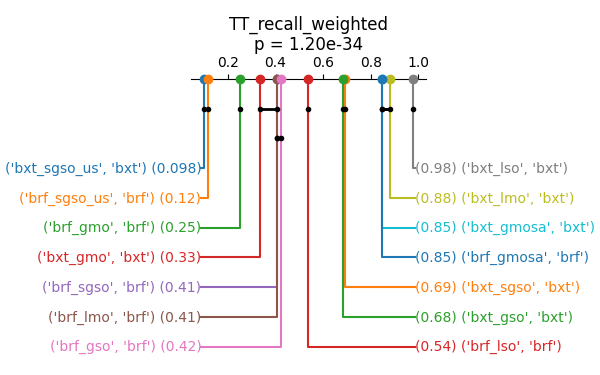 TT_recall_weighted
p = 1.20e-34
0.2 0.4 0.6 0.8 1.0
('bxt_sgso_us', 'bxt') (0.098) (0.98) ('bxt_lso', 'bxt')
('brf_sgso_us', 'brf') (0.12) (0.88) ('bxt_lmo', 'bxt')
('brf_gmo', 'brf') (0.25) (0.85) ('bxt_gmosa', 'bxt')
('bxt_gmo', 'bxt') (0.33) (0.85) ('brf_gmosa', 'brf')
('brf_sgso', 'brf') (0.41) (0.69) ('bxt_sgso', 'bxt')
('brf_lmo', 'brf') (0.41) (0.68) ('bxt_gso', 'bxt')
('brf_gso', 'brf') (0.42) (0.54) ('brf_lso', 'brf')